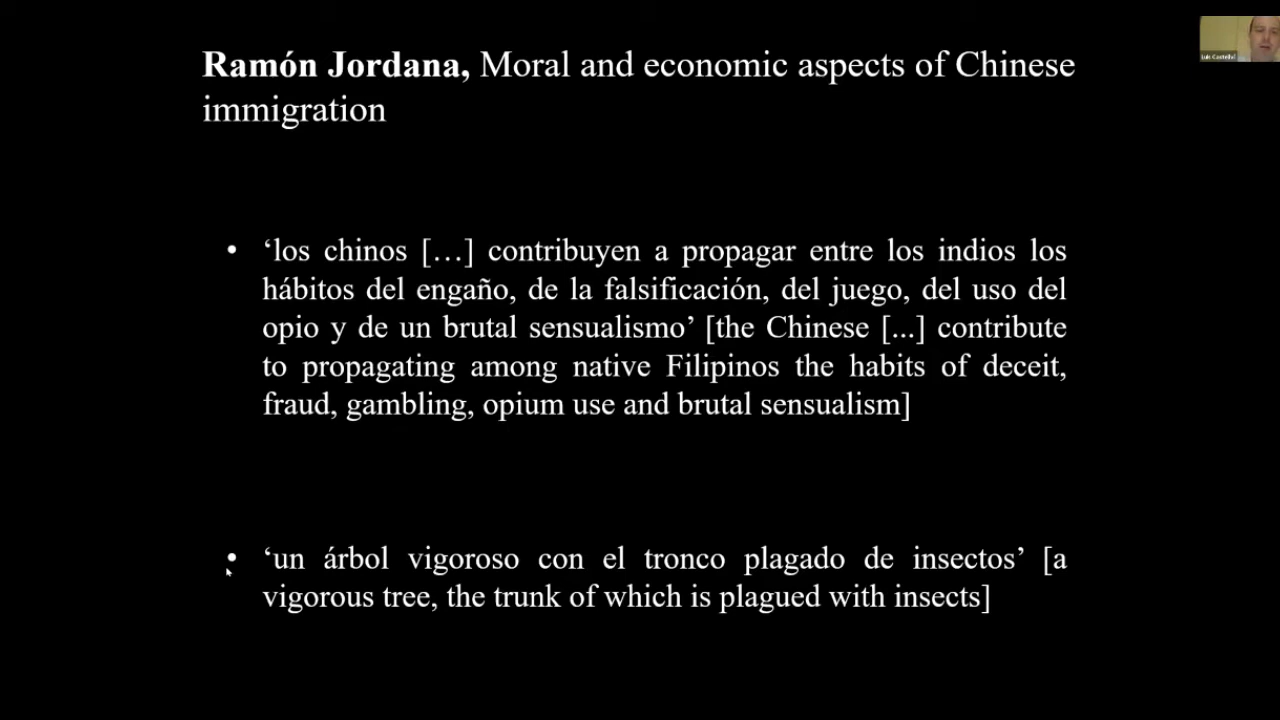 Ramón Jordana, Moral and economic aspects of Chinese
immigration
• ‘los chinos […] contribuyen a propagar entre los indios los
hábitos del engaño, de la falsificación, del juego, del uso del
opio y de un brutal sensualismo’ [the Chinese [...] contribute
to propagating among native Filipinos the habits of deceit,
fraud, gambling, opium use and brutal sensualism]
• ‘un árbol vigoroso con el tronco plagado de insectos’ [a
vigorous tree, the trunk of which is plagued with insects]